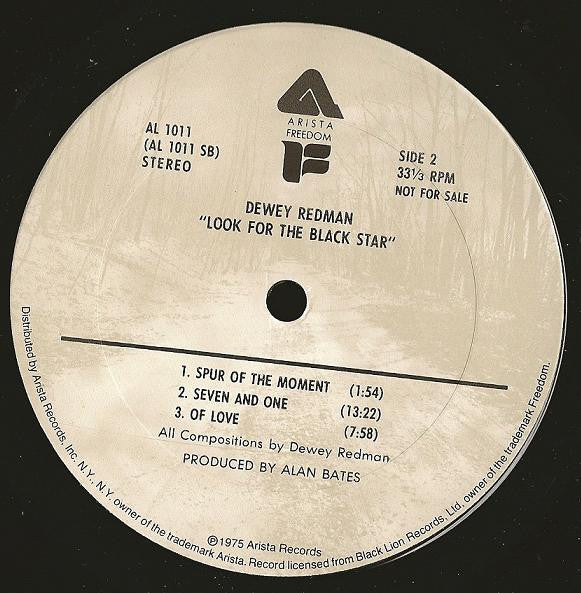 ARISTA
FREEDOM
AL 1011
(AL 1011 SB)
STEREO
SIDE 2
33⅓ RPM
NOT FOR SALE
DEWEY REDMAN
"LOOK FOR THE BLACK STAR"
1. SPUR OF THE MOMENT (1:54)
2. SEVEN AND ONE (13:22)
3. OF LOVE (7:58)
All Compositions by Dewey Redman
PRODUCED BY ALAN BATES
℗1975 Arista Records
Distributed by Arista Records, Inc. N.Y., N.Y. owner of the trademark Arista. Record licensed from Black Lion Records, Ltd. owner of the trademark Freedom.